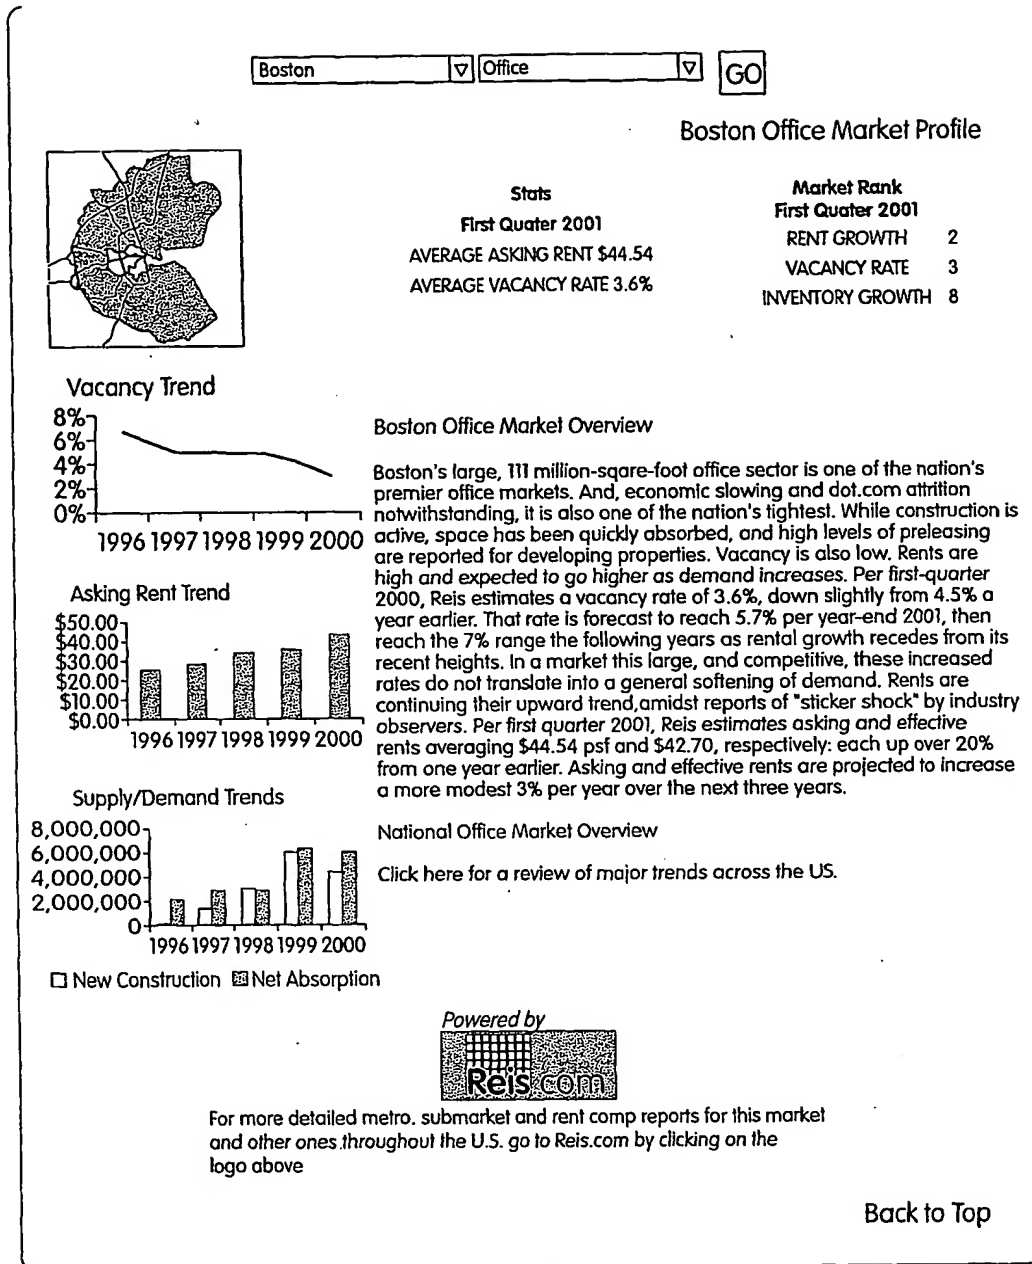 Boston Office GO
Boston Office Market Profile
Stats
First Quater 2001
AVERAGE ASKING RENT $44.54
AVERAGE VACANCY RATE 3.6%
Market Rank
First Quater 2001
RENT GROWTH 2
VACANCY RATE 3
INVENTORY GROWTH 8
Vacancy Trend
8%
6%
4%
2%
0%
1996 1997 1998 1999 2000
Asking Rent Trend
$50.00
$40.00
$30.00
$20.00
$10.00
$0.00
1996 1997 1998 1999 2000
Supply/Demand Trends
8,000,000
6,000,000
4,000,000
2,000,000
0
1996 1997 1998 1999 2000
New Construction Net Absorption
Boston Office Market Overview
Boston's large, 111 million-sqare-foot office sector is one of the nation's
premier office markets. And, economic slowing and dot.com attrition
notwithstanding, it is also one of the nation's tightest. While construction is
active, space has been quickly absorbed, and high levels of preleasing
are reported for developing properties. Vacancy is also low. Rents are
high and expected to go higher as demand increases. Per first-quarter
2000, Reis estimates a vacancy rate of 3.6%, down slightly from 4.5% a
year earlier. That rate is forecast to reach 5.7% per year-end 2001, then
reach the 7% range the following years as rental growth recedes from its
recent heights. In a market this large, and competitive, these increased
rates do not translate into a general softening of demand. Rents are
continuing their upward trend,amidst reports of "sticker shock" by industry
observers. Per first quarter 2001, Reis estimates asking and effective
rents averaging $44.54 psf and $42.70, respectively: each up over 20%
from one year earlier. Asking and effective rents are projected to increase
a more modest 3% per year over the next three years.
National Office Market Overview
Click here for a review of major trends across the US.
Powered by
Reis.com
For more detailed metro. submarket and rent comp reports for this market
and other ones throughout the U.S. go to Reis.com by clicking on the
logo above
Back to Top